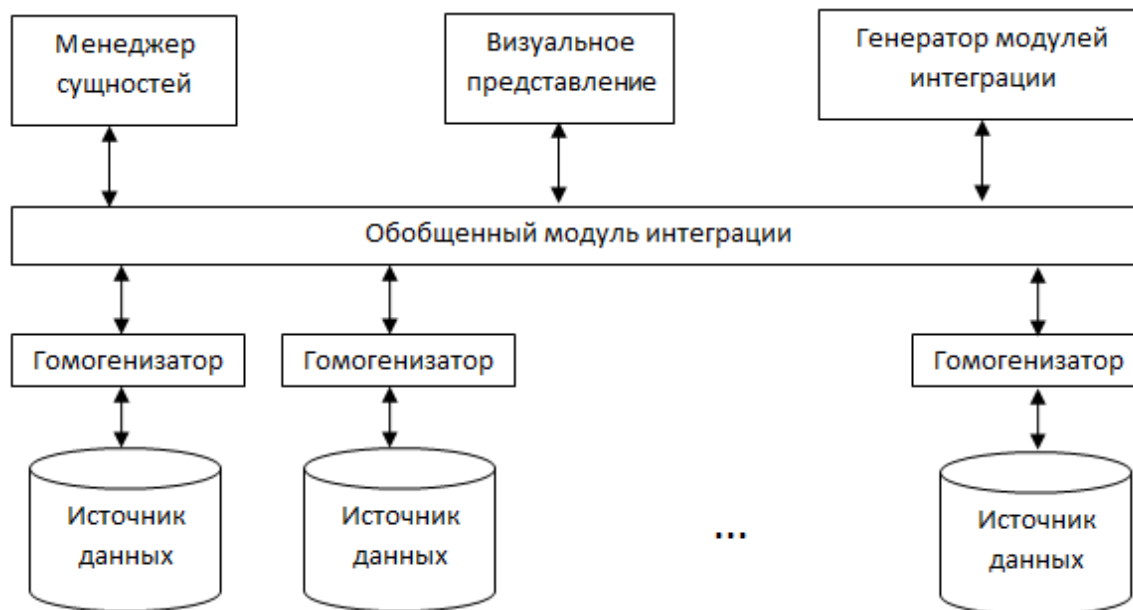 Менеджер
сущностей
Визуальное
представление
Генератор модулей
интеграции
Обобщенный модуль интеграции
Гомогенизатор
Гомогенизатор
Гомогенизатор
Источник
данных
Источник
данных
...
Источник
данных